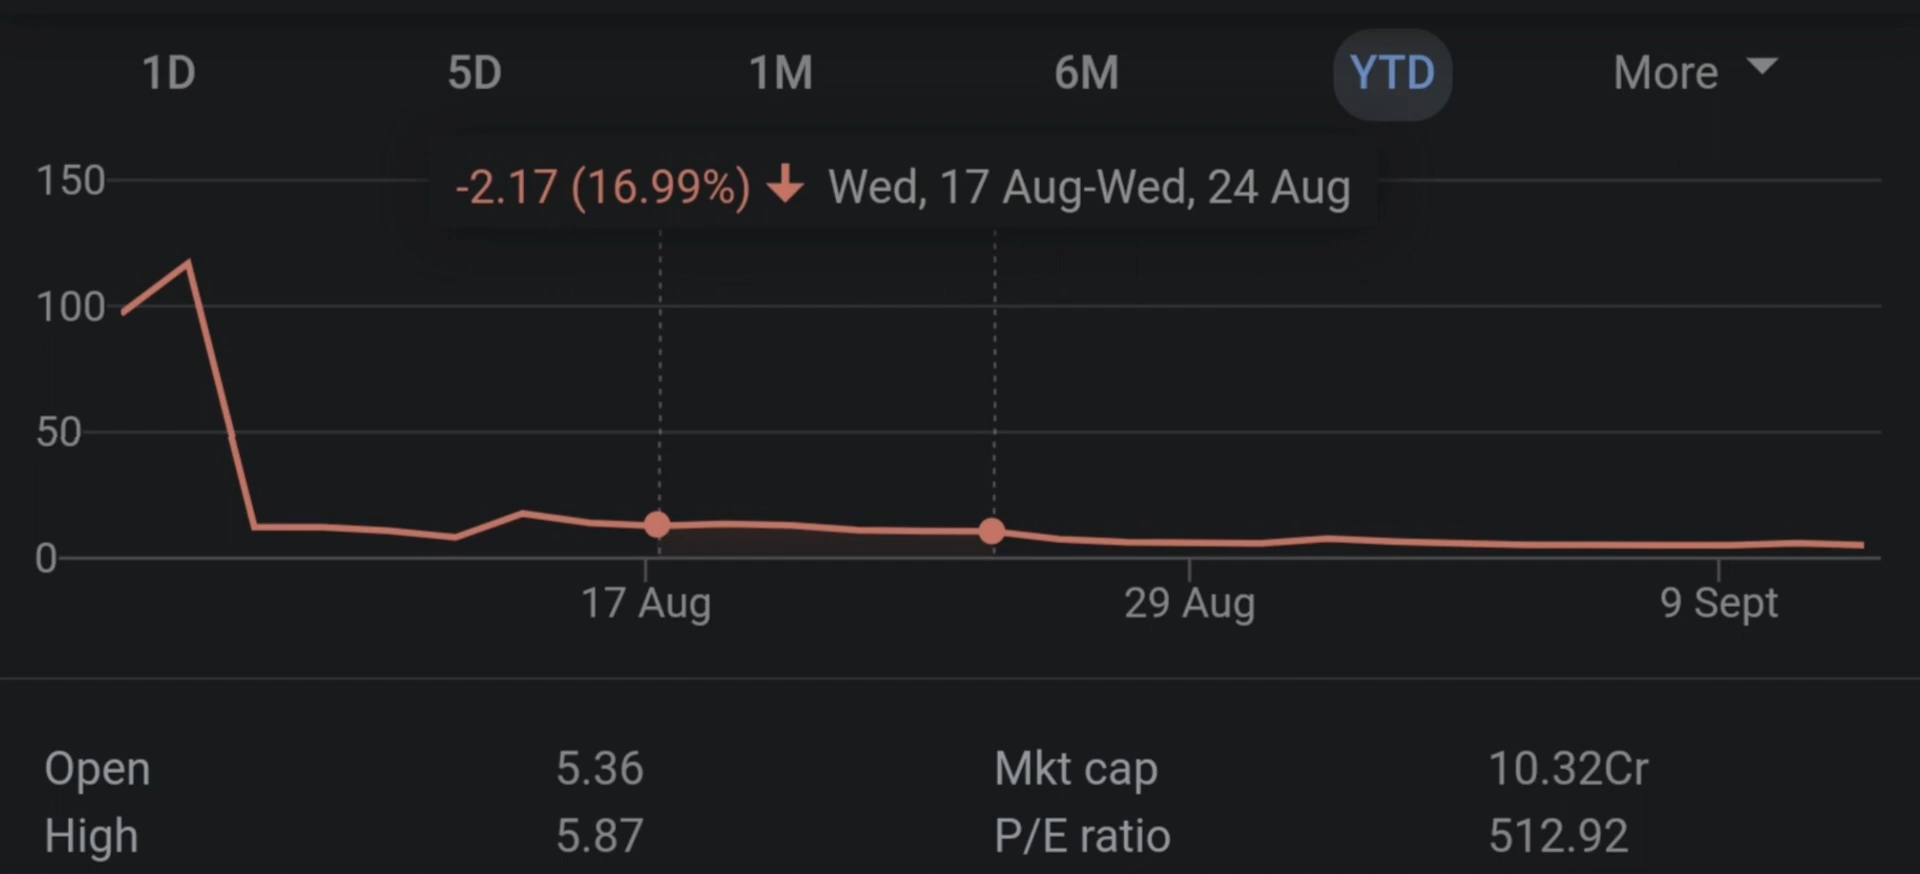 1D 5D 1M 6M YTD More
-2.17 (16.99%) Wed, 17 Aug-Wed, 24 Aug
150
100
50
0
17 Aug 29 Aug 9 Sept
Open 5.36 Mkt cap 10.32Cr
High 5.87 P/E ratio 512.92